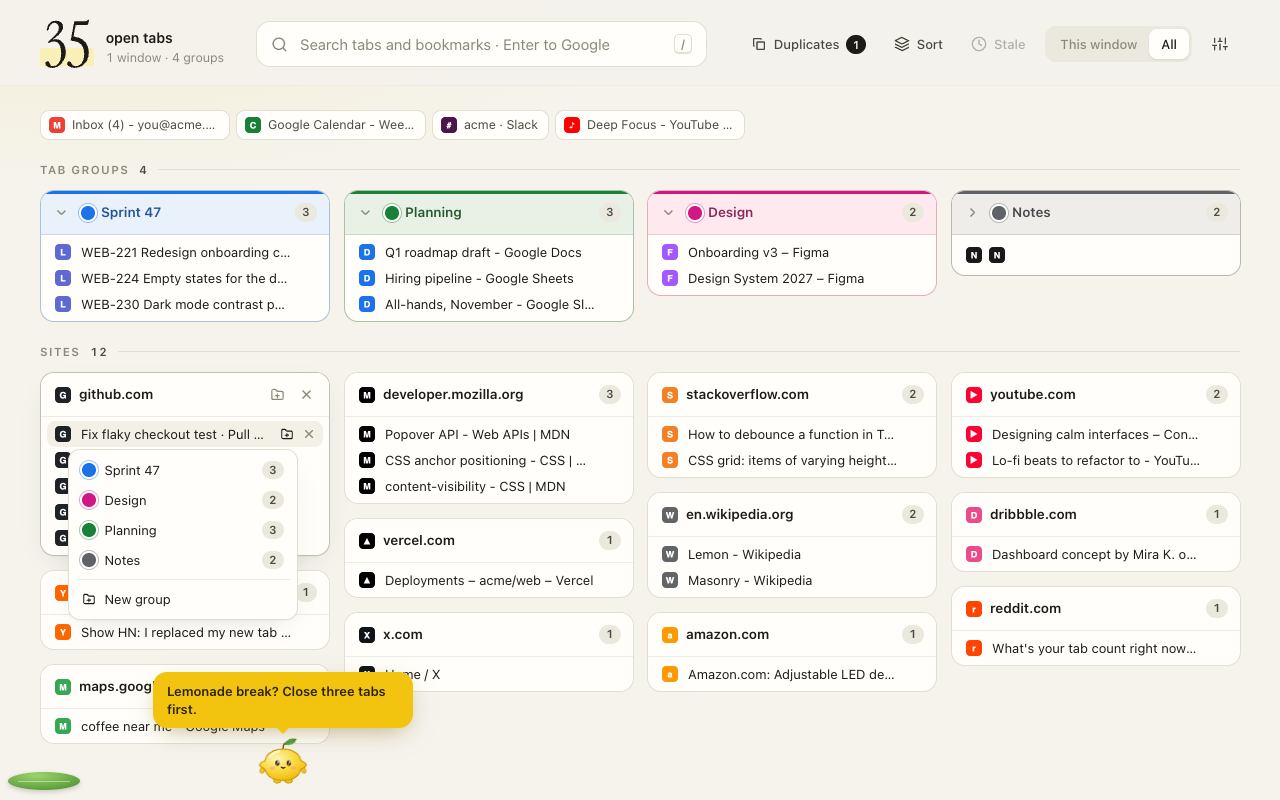 35
open tabs
1 window · 4 groups
Search tabs and bookmarks · Enter to Google
/
Duplicates 1
Sort
Stale
This window
All
M Inbox (4) - you@acme....
C Google Calendar - Wee...
# acme · Slack
Deep Focus - YouTube ...
TAB GROUPS 4
Sprint 47 3
L WEB-221 Redesign onboarding c...
L WEB-224 Empty states for the d...
L WEB-230 Dark mode contrast p...
Planning 3
D Q1 roadmap draft - Google Docs
D Hiring pipeline - Google Sheets
D All-hands, November - Google Sl...
Design 2
F Onboarding v3 – Figma
F Design System 2027 – Figma
Notes 2
N N
SITES 12
G github.com
G Fix flaky checkout test · Pull ...
G
G
G
G
Sprint 47 3
Design 2
Planning 3
Notes 2
New group
Y 1
Y Show HN: I replaced my new tab ...
M maps.goog
M coffee near me - Google Maps
M developer.mozilla.org 3
M Popover API - Web APIs | MDN
M CSS anchor positioning - CSS | ...
M content-visibility - CSS | MDN
vercel.com 1
Deployments – acme/web – Vercel
X x.com 1
Home / X
S stackoverflow.com 2
S How to debounce a function in T...
S CSS grid: items of varying height...
W en.wikipedia.org 2
W Lemon - Wikipedia
W Masonry - Wikipedia
a amazon.com 1
a Amazon.com: Adjustable LED de...
youtube.com 2
Designing calm interfaces – Con...
Lo-fi beats to refactor to - YouTu...
D dribbble.com 1
D Dashboard concept by Mira K. o...
r reddit.com 1
r What's your tab count right now...
Lemonade break? Close three tabs
first.